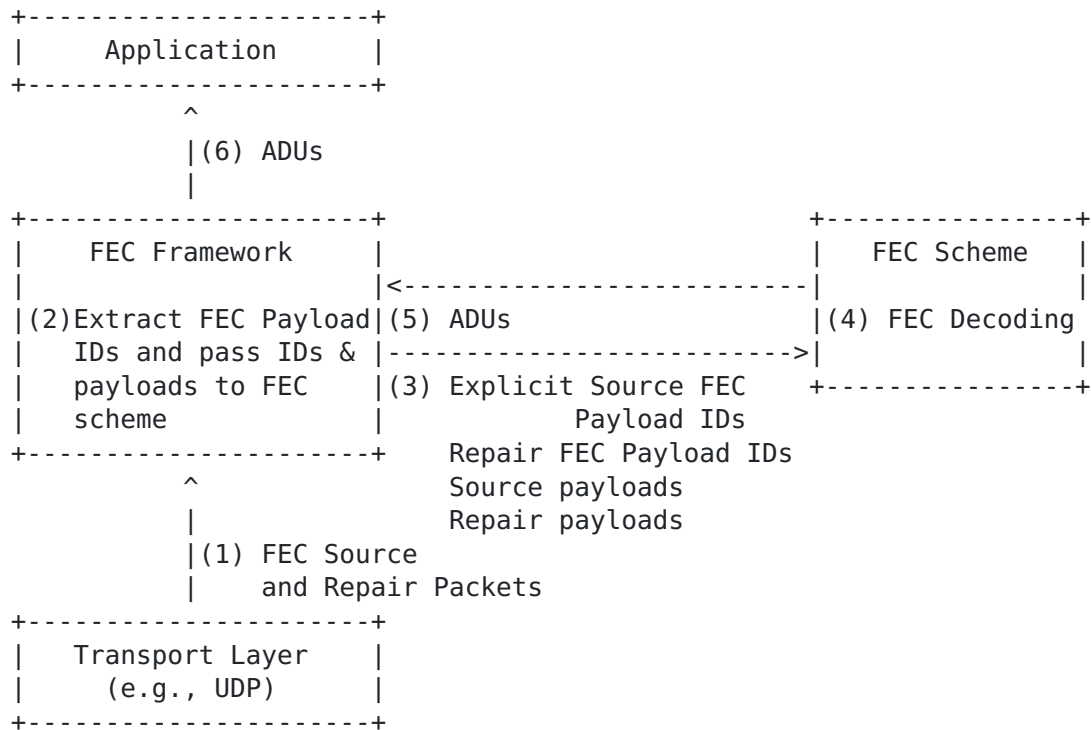 Application
(6) ADUs
FEC Framework
FEC Scheme
(2)Extract FEC Payload
IDs and pass IDs &
payloads to FEC
scheme
(5) ADUs
(4) FEC Decoding
(3) Explicit Source FEC
Payload IDs
Repair FEC Payload IDs
Source payloads
Repair payloads
(1) FEC Source
and Repair Packets
Transport Layer
(e.g., UDP)